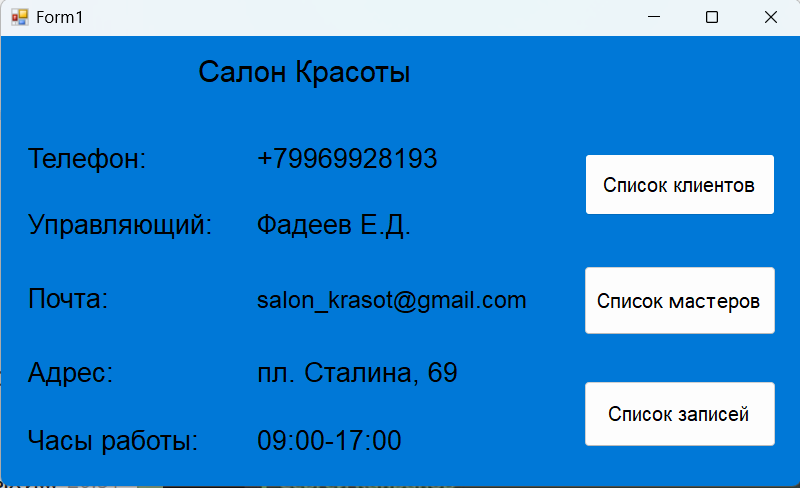 Form1
Салон Красоты
Телефон: +79969928193
Список клиентов
Управляющий: Фадеев Е.Д.
Почта: salon_krasot@gmail.com
Список мастеров
Адрес: пл. Сталина, 69
Список записей
Часы работы: 09:00-17:00